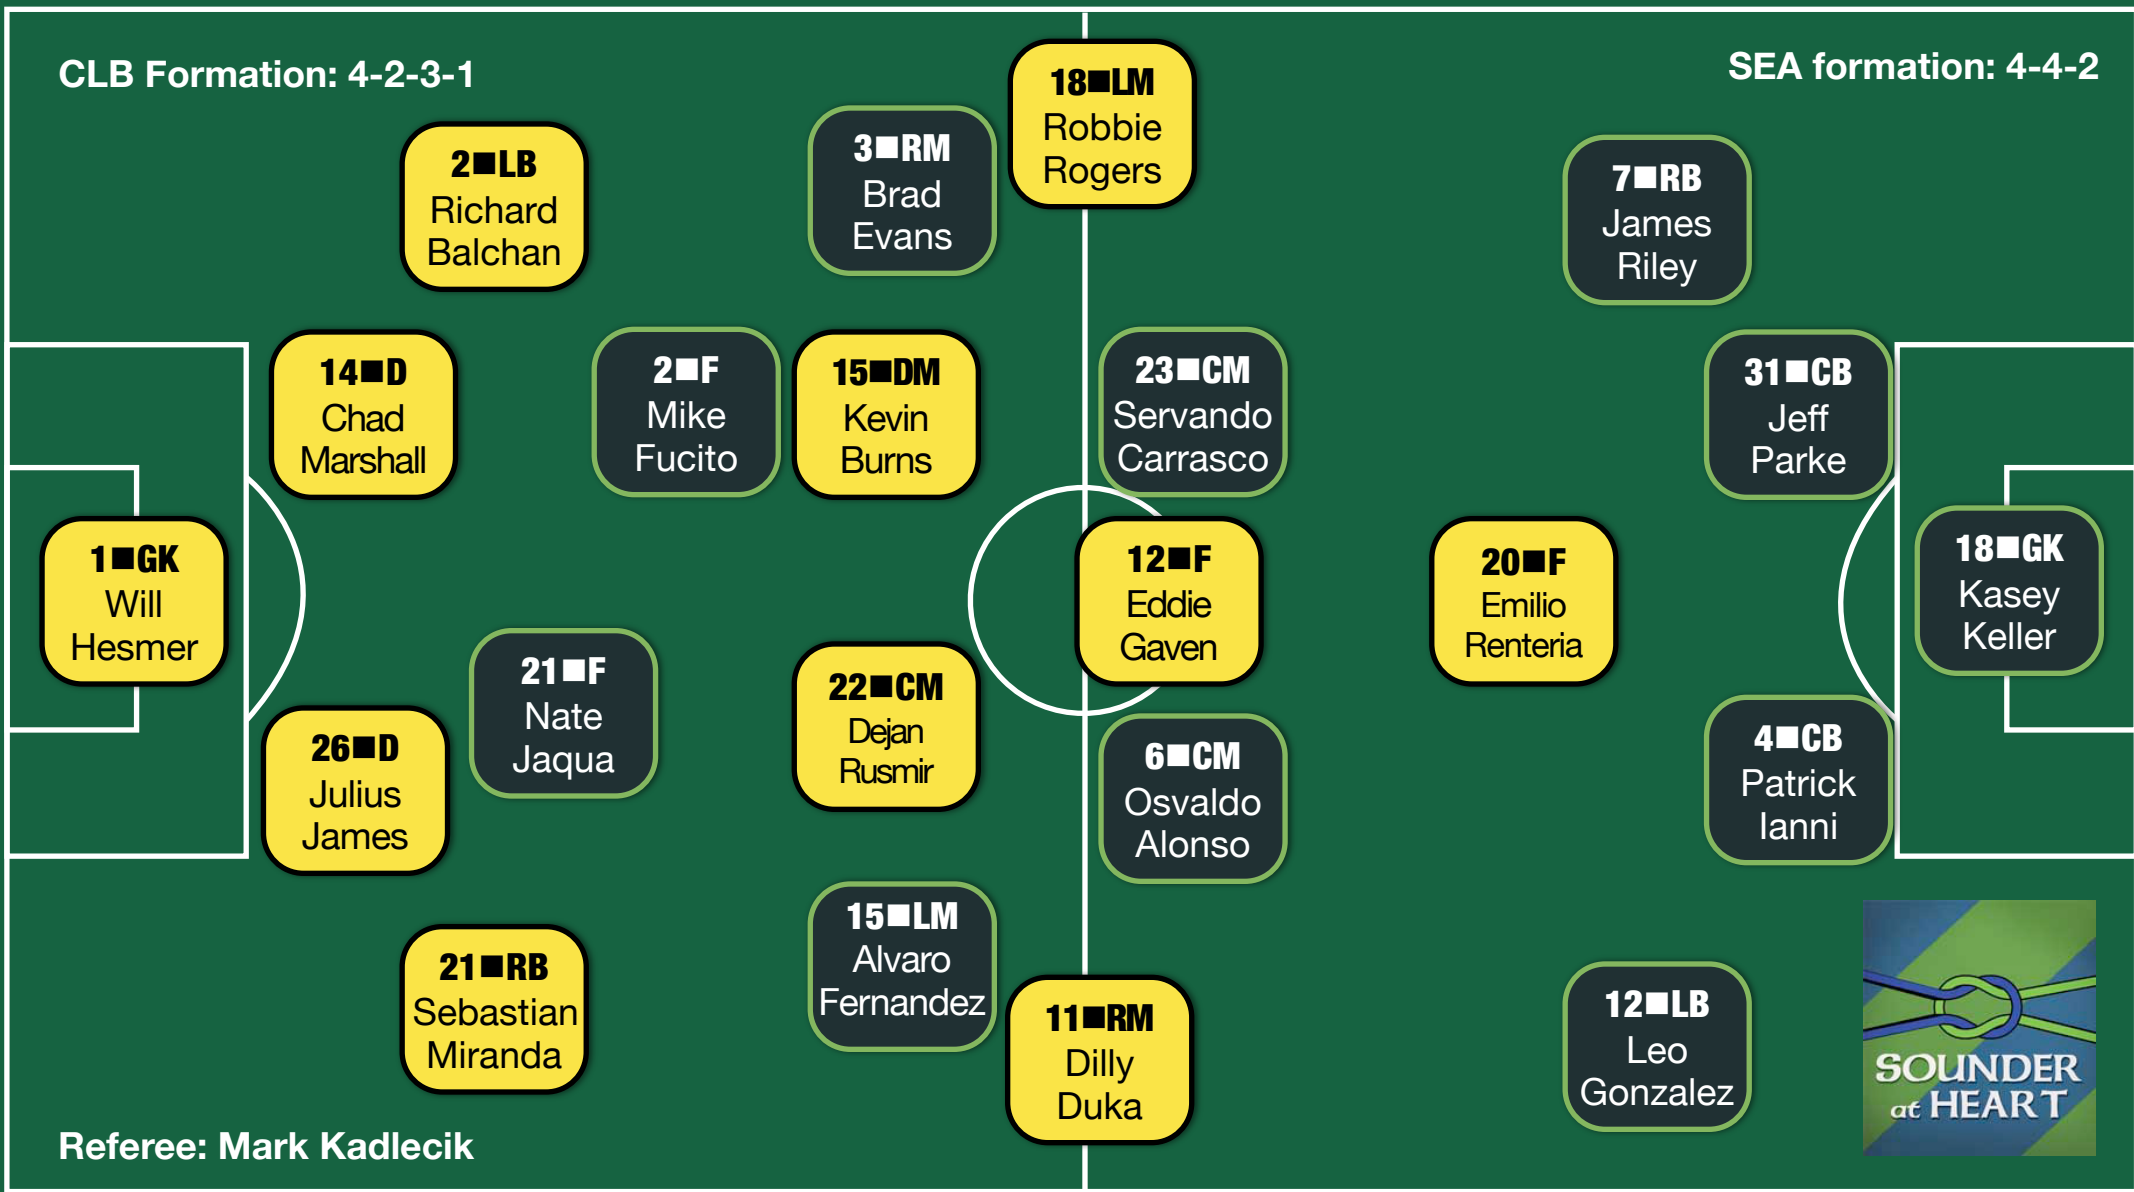 CLB Formation: 4-2-3-1
SEA formation: 4-4-2
18■LM
Robbie
Rogers
2■LB
Richard
Balchan
3■RM
Brad
Evans
7■RB
James
Riley
14■D
Chad
Marshall
2■F
Mike
Fucito
15■DM
Kevin
Burns
23■CM
Servando
Carrasco
31■CB
Jeff
Parke
1■GK
Will
Hesmer
12■F
Eddie
Gaven
20■F
Emilio
Renteria
18■GK
Kasey
Keller
21■F
Nate
Jaqua
22■CM
Dejan
Rusmir
26■D
Julius
James
6■CM
Osvaldo
Alonso
4■CB
Patrick
Ianni
15■LM
Alvaro
Fernandez
21■RB
Sebastian
Miranda
11■RM
Dilly
Duka
12■LB
Leo
Gonzalez
SOUNDER
at HEART
Referee: Mark Kadlecik